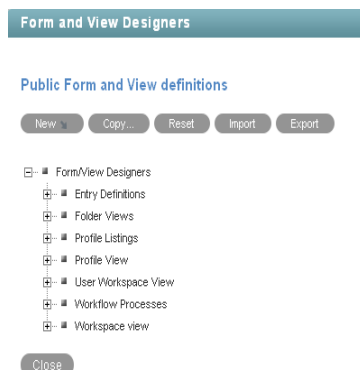 Form and View Designers
Public Form and View definitions
New Copy... Reset Import Export
Form/View Designers
Entry Definitions
Folder Views
Profile Listings
Profile View
User Workspace View
Workflow Processes
Workspace view
Close